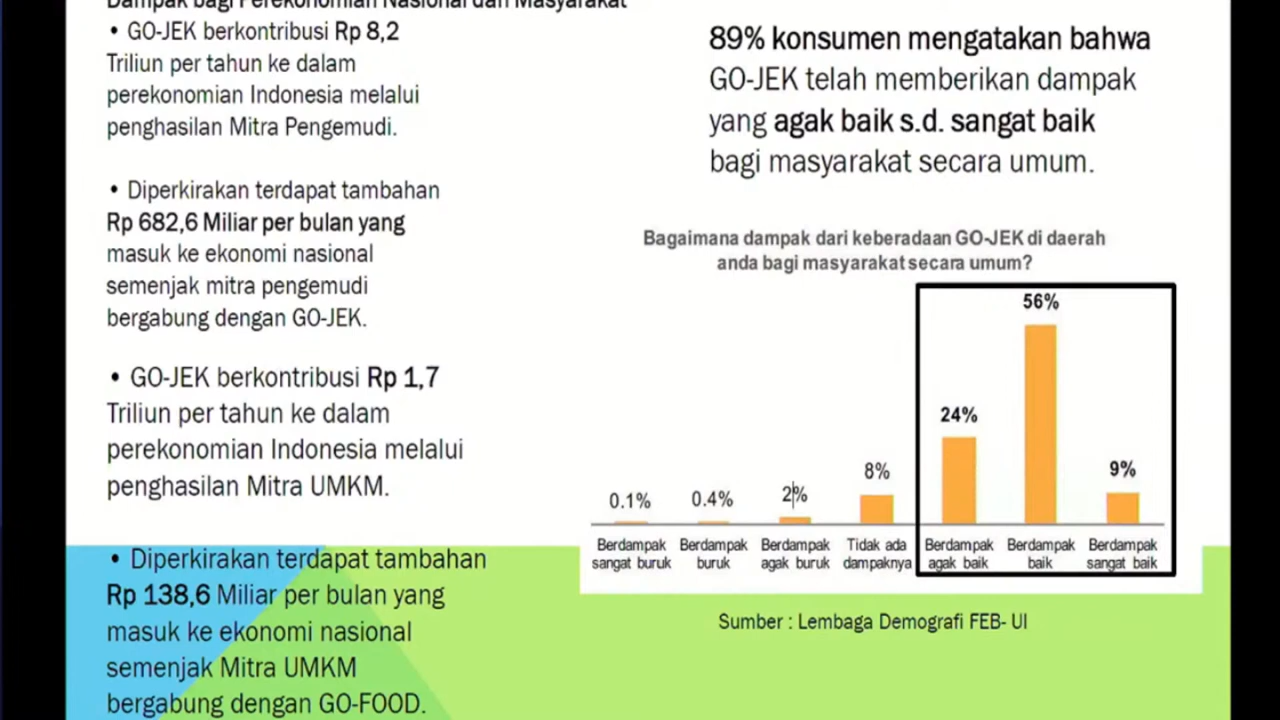 Dampak bagi Perekonomian Nasional dan Masyarakat
• GO-JEK berkontribusi Rp 8,2
Triliun per tahun ke dalam
perekonomian Indonesia melalui
penghasilan Mitra Pengemudi.
• Diperkirakan terdapat tambahan
Rp 682,6 Miliar per bulan yang
masuk ke ekonomi nasional
semenjak mitra pengemudi
bergabung dengan GO-JEK.
• GO-JEK berkontribusi Rp 1,7
Triliun per tahun ke dalam
perekonomian Indonesia melalui
penghasilan Mitra UMKM.
• Diperkirakan terdapat tambahan
Rp 138,6 Miliar per bulan yang
masuk ke ekonomi nasional
semenjak Mitra UMKM
bergabung dengan GO-FOOD.
89% konsumen mengatakan bahwa
GO-JEK telah memberikan dampak
yang agak baik s.d. sangat baik
bagi masyarakat secara umum.
Bagaimana dampak dari keberadaan GO-JEK di daerah
anda bagi masyarakat secara umum?
0.1% 0.4% 2% 8% 24% 56% 9%
Berdampak sangat buruk
Berdampak buruk
Berdampak agak buruk
Tidak ada dampaknya
Berdampak agak baik
Berdampak baik
Berdampak sangat baik
Sumber : Lembaga Demografi FEB- UI